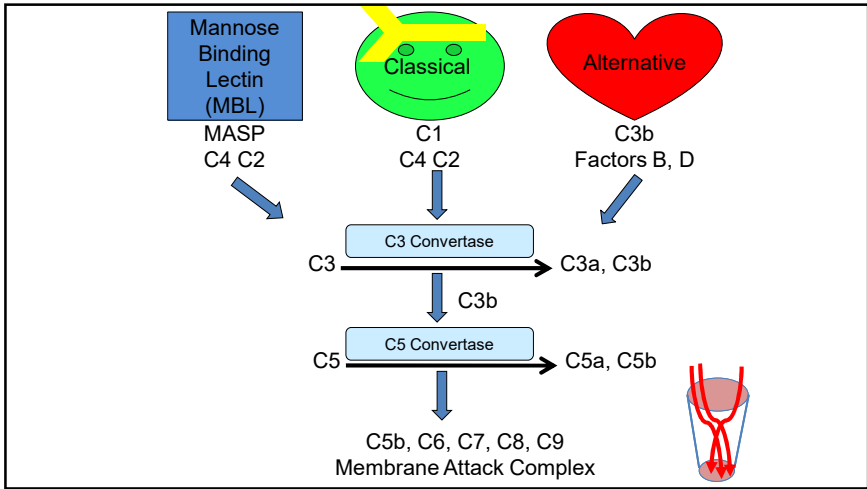 Mannose
Binding
Lectin
(MBL)
Classical
Alternative
MASP
C4 C2
C1
C4 C2
C3b
Factors B, D
C3 Convertase
C3
C3a, C3b
C3b
C5 Convertase
C5
C5a, C5b
C5b, C6, C7, C8, C9
Membrane Attack Complex